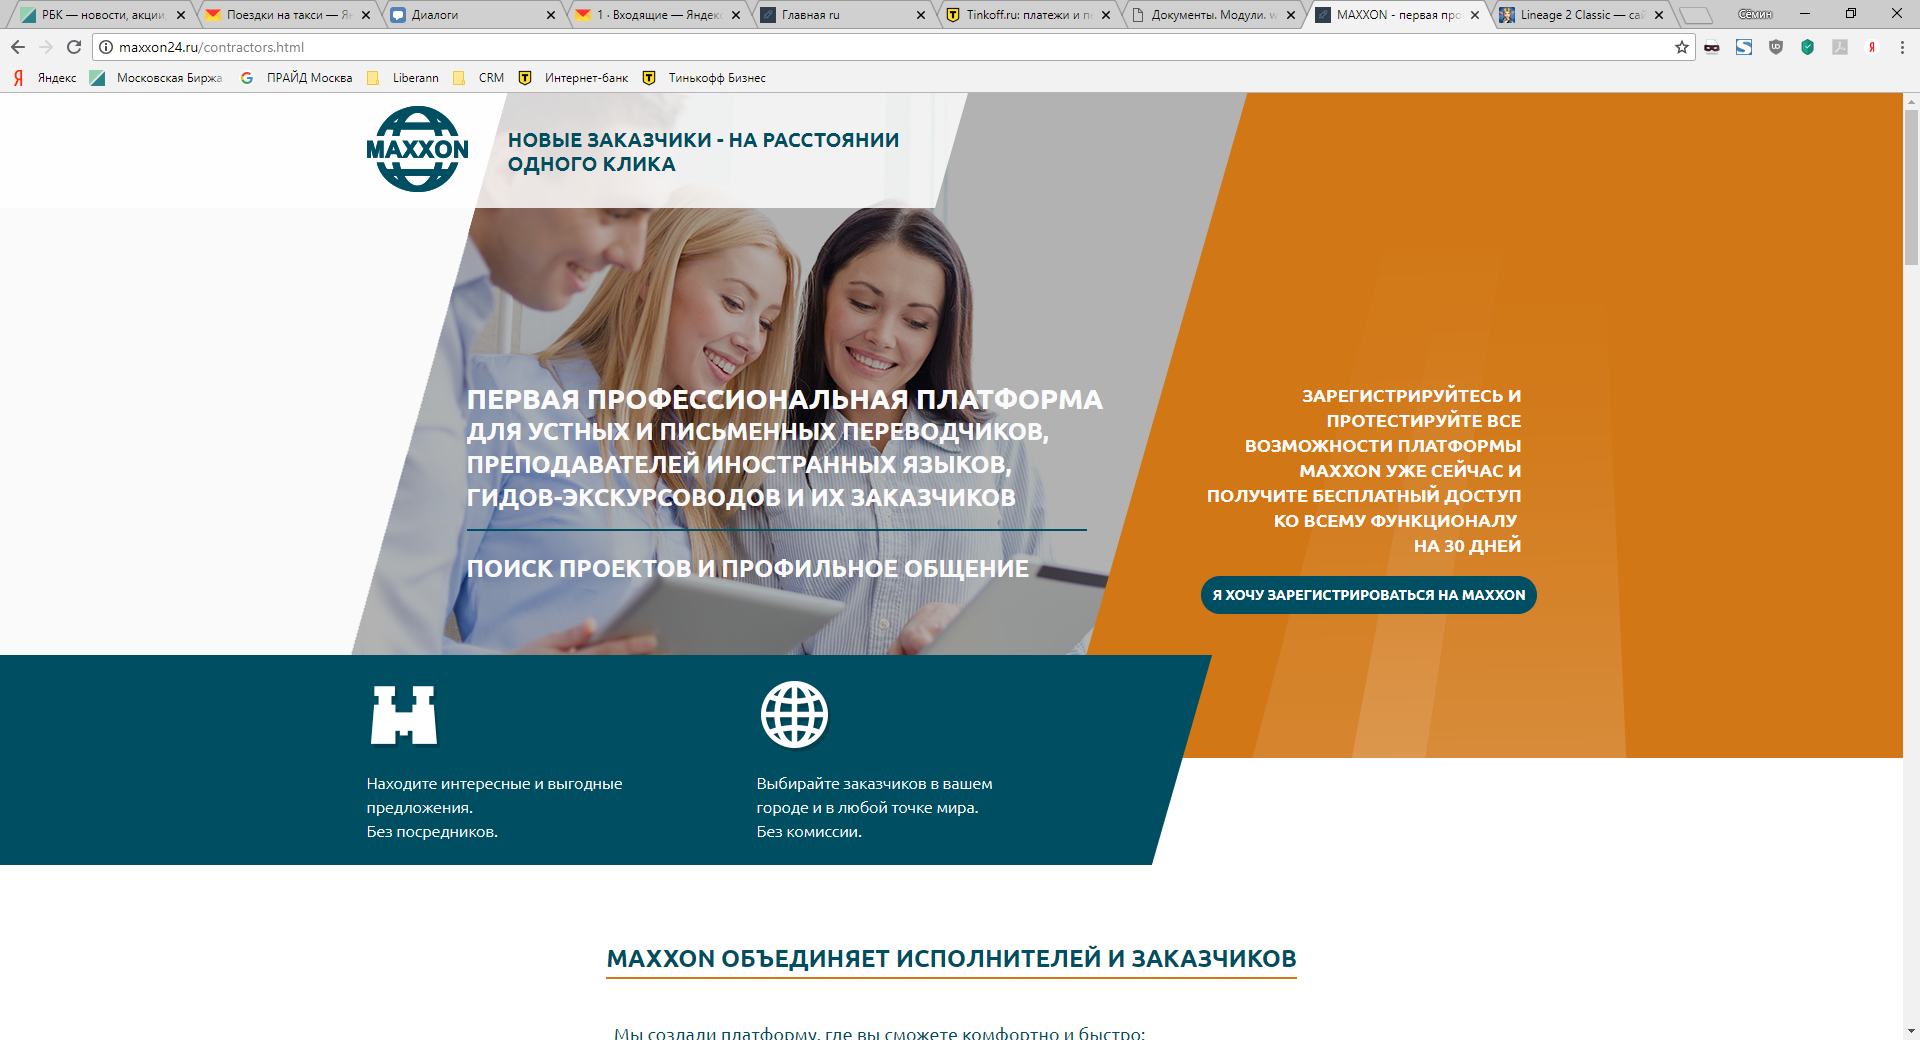 РБК — новости, акции,
Поездки на такси — Ян
Диалоги
1 · Входящие — Яндекс
Главная ru
Tinkoff.ru: платежи и п
Документы. Модули. w
MAXXON - первая про
Lineage 2 Classic — сай
Сёмин
maxxon24.ru/contractors.html
Яндекс
Московская Биржа
ПРАЙД Москва
Liberann
CRM
Интернет-банк
Тинькофф Бизнес
MAXXON
НОВЫЕ ЗАКАЗЧИКИ - НА РАССТОЯНИИ
ОДНОГО КЛИКА
ПЕРВАЯ ПРОФЕССИОНАЛЬНАЯ ПЛАТФОРМА
ДЛЯ УСТНЫХ И ПИСЬМЕННЫХ ПЕРЕВОДЧИКОВ,
ПРЕПОДАВАТЕЛЕЙ ИНОСТРАННЫХ ЯЗЫКОВ,
ГИДОВ-ЭКСКУРСОВОДОВ И ИХ ЗАКАЗЧИКОВ
ПОИСК ПРОЕКТОВ И ПРОФИЛЬНОЕ ОБЩЕНИЕ
ЗАРЕГИСТРИРУЙТЕСЬ И
ПРОТЕСТИРУЙТЕ ВСЕ
ВОЗМОЖНОСТИ ПЛАТФОРМЫ
MAXXON УЖЕ СЕЙЧАС И
ПОЛУЧИТЕ БЕСПЛАТНЫЙ ДОСТУП
КО ВСЕМУ ФУНКЦИОНАЛУ
НА 30 ДНЕЙ
Я ХОЧУ ЗАРЕГИСТРИРОВАТЬСЯ НА MAXXON
Находите интересные и выгодные
предложения.
Без посредников.
Выбирайте заказчиков в вашем
городе и в любой точке мира.
Без комиссии.
MAXXON ОБЪЕДИНЯЕТ ИСПОЛНИТЕЛЕЙ И ЗАКАЗЧИКОВ
Мы создали платформу, где вы сможете комфортно и быстро: